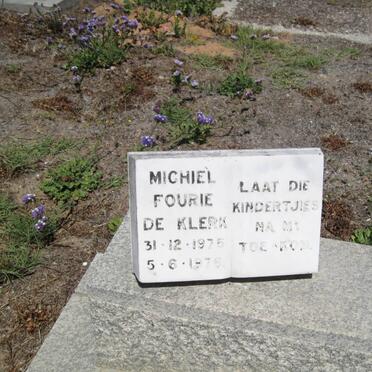 MICHIEL
FOURIE
DE KLERK
31·12·1975
5·6·1976
LAAT DIE
KINDERTJIES
NA MY
TOE KOM